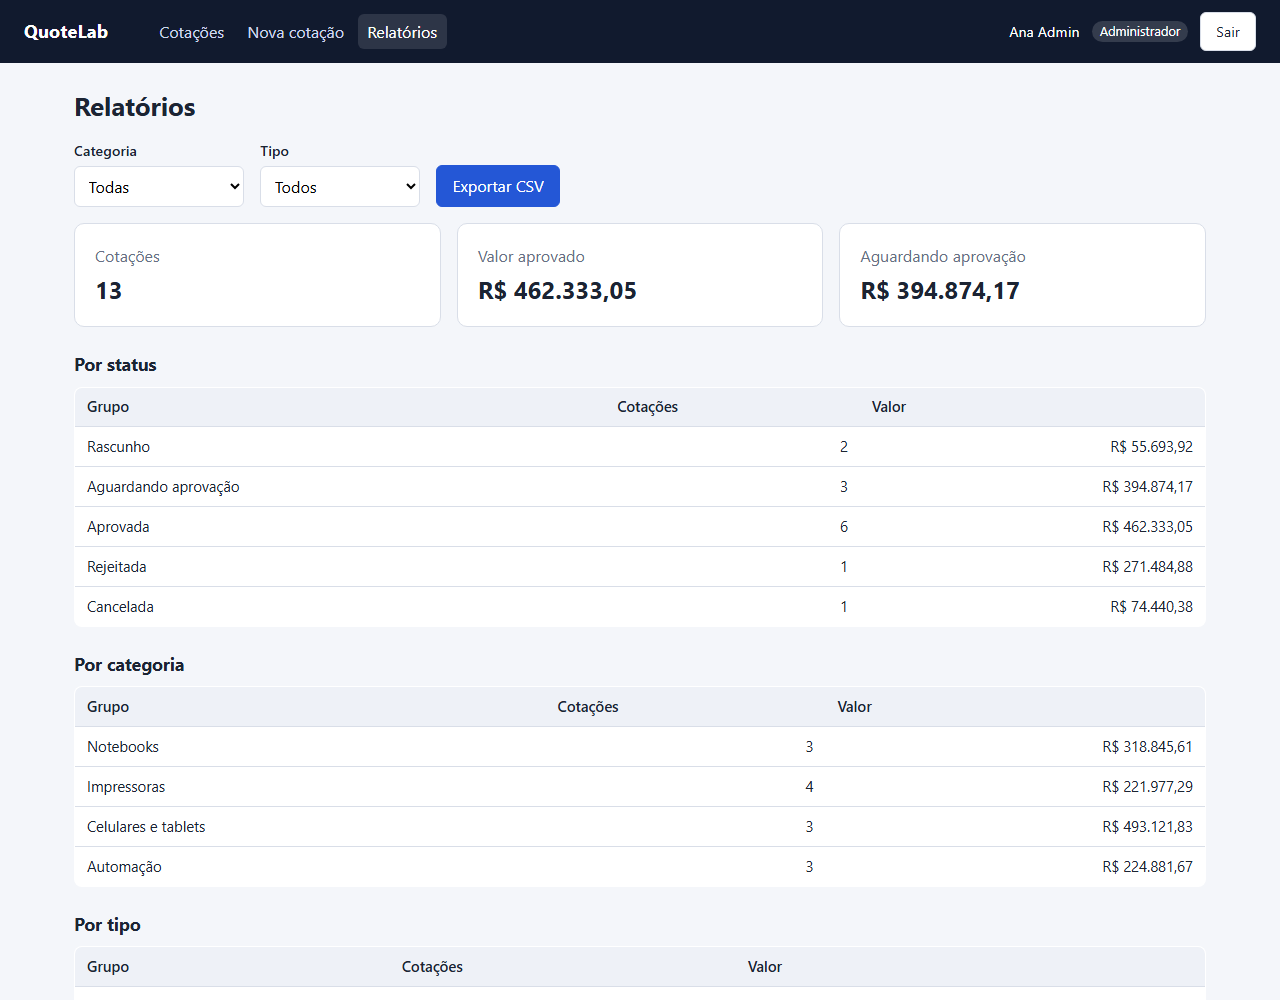 QuoteLab Cotações Nova cotação Relatórios Ana Admin Administrador Sair
Relatórios
Categoria Tipo
Todas Todos Exportar CSV
Cotações Valor aprovado Aguardando aprovação
13 R$ 462.333,05 R$ 394.874,17
Por status
Grupo Cotações Valor
Rascunho 2 R$ 55.693,92
Aguardando aprovação 3 R$ 394.874,17
Aprovada 6 R$ 462.333,05
Rejeitada 1 R$ 271.484,88
Cancelada 1 R$ 74.440,38
Por categoria
Grupo Cotações Valor
Notebooks 3 R$ 318.845,61
Impressoras 4 R$ 221.977,29
Celulares e tablets 3 R$ 493.121,83
Automação 3 R$ 224.881,67
Por tipo
Grupo Cotações Valor